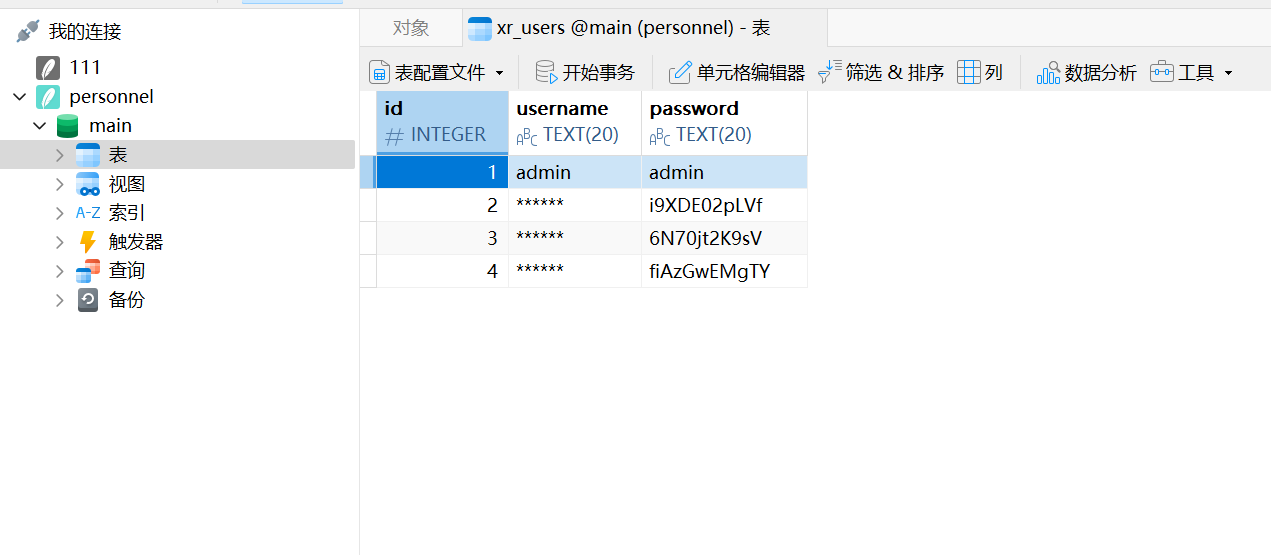 我的连接
111
personnel
main
表
视图
A-Z 索引
触发器
查询
备份
对象 xr_users @main (personnel) - 表
表配置文件 开始事务 单元格编辑器 筛选 & 排序 列 数据分析 工具
id username password
# INTEGER ABC TEXT(20) ABC TEXT(20)
1 admin admin
2 ****** i9XDE02pLVf
3 ****** 6N70jt2K9sV
4 ****** fiAzGwEMgTY